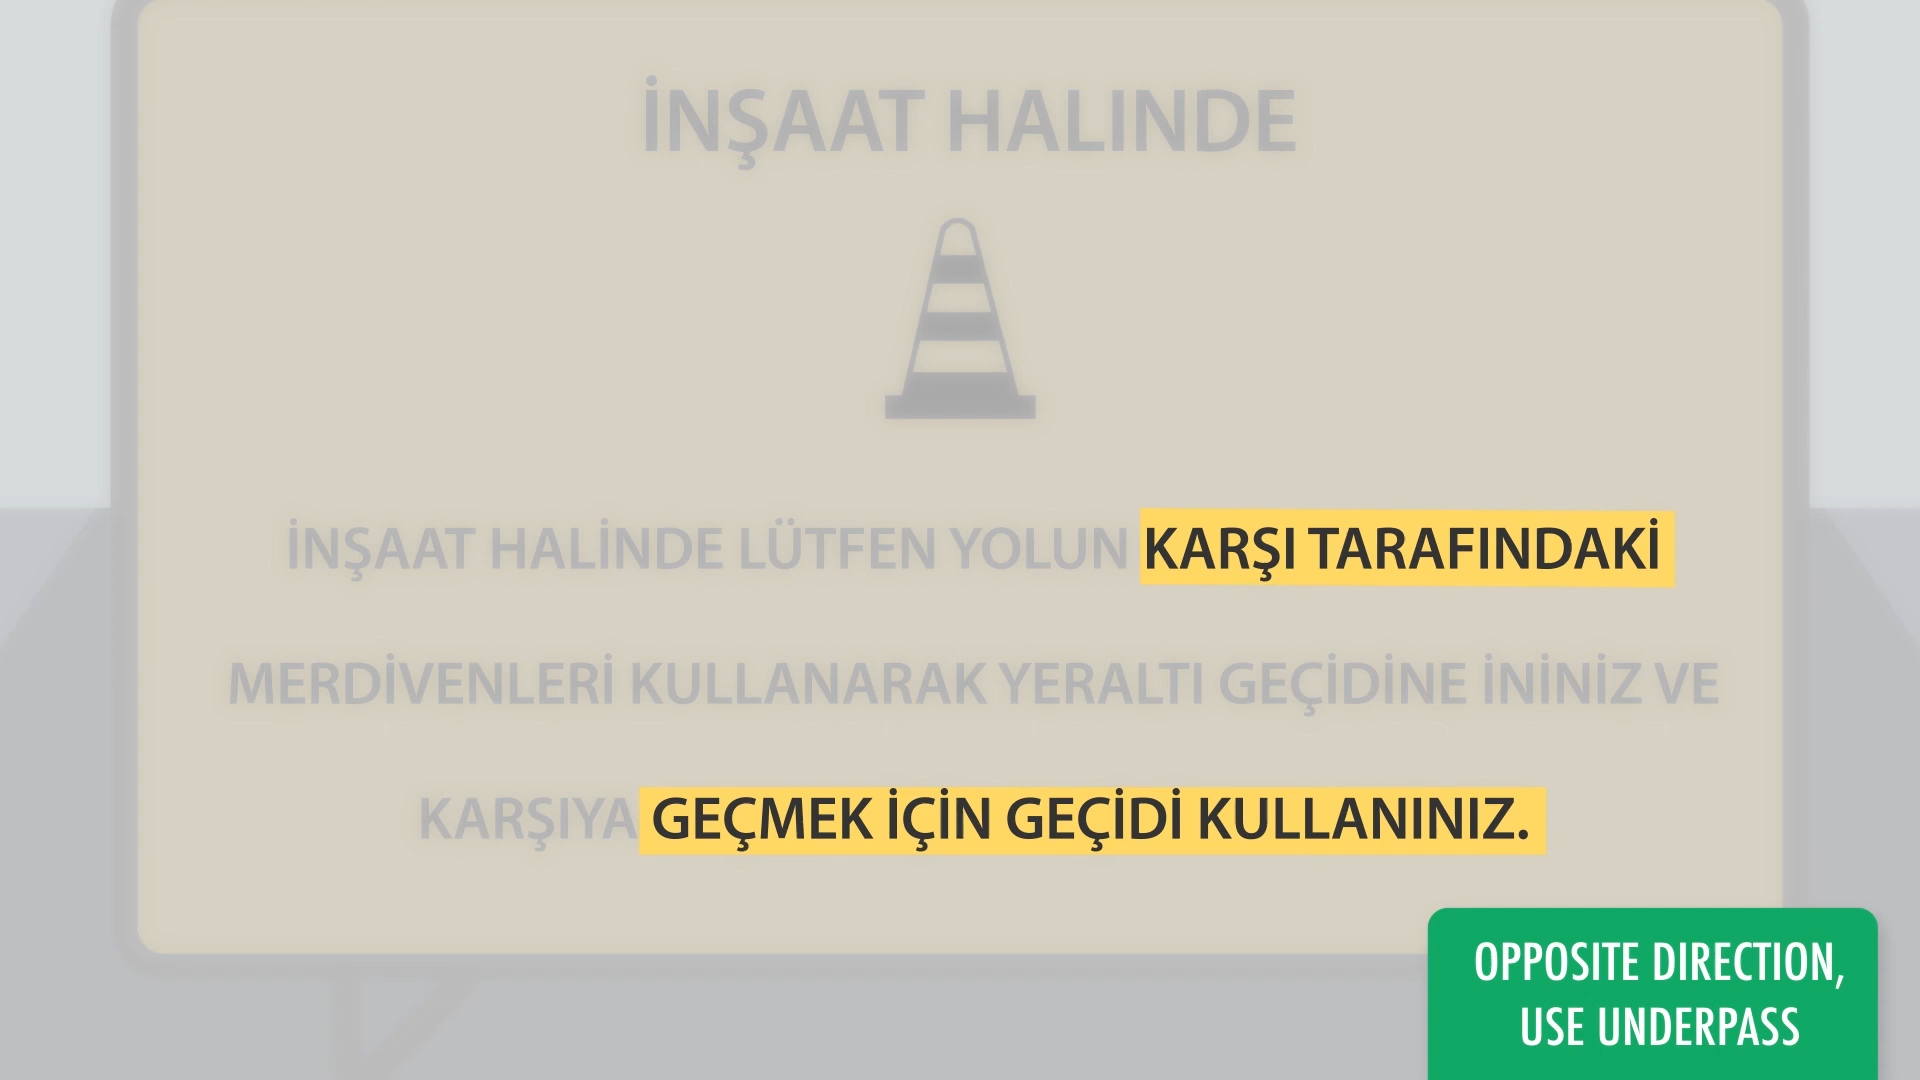 İNŞAAT HALINDE
İNŞAAT HALİNDE LÜTFEN YOLUN KARŞI TARAFINDAKİ
MERDİVENLERİ KULLANARAK YERALTI GEÇİDİNE İNİNİZ VE
KARŞIYA GEÇMEK İÇİN GEÇİDİ KULLANINIZ.
OPPOSITE DIRECTION,
USE UNDERPASS